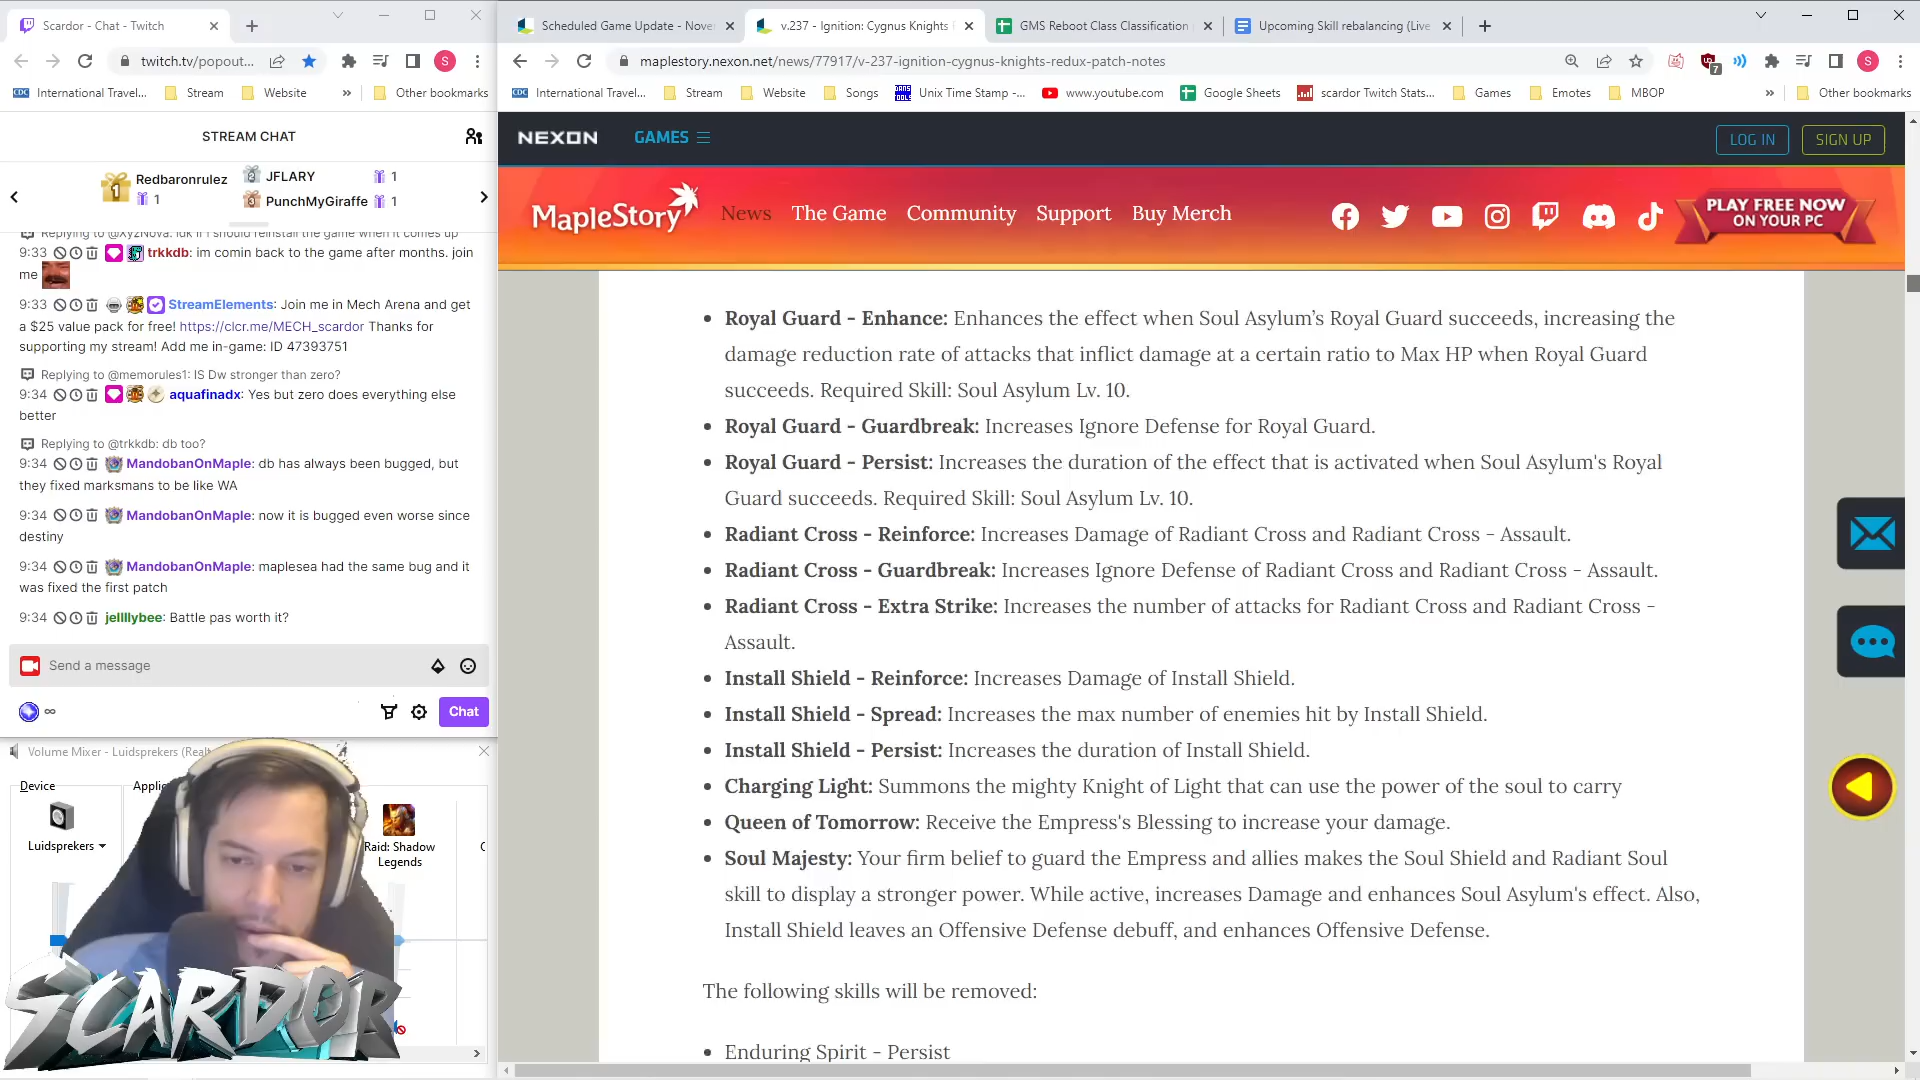 Scardor - Chat - Twitch
twitch.tv/popout...
S
International Travel...
Stream
Website
»
Other bookmarks
STREAM CHAT
1
Redbaronrulez
1
2
JFLARY
1
3
PunchMyGiraffe
1
Replying to @XyzNova: idk if i should reinstall the game when it comes up
9:33 trkkdb: im comin back to the game after months. join
me
9:33 StreamElements: Join me in Mech Arena and get
a $25 value pack for free! https://clcr.me/MECH_scardor Thanks for
supporting my stream! Add me in-game: ID 47393751
Replying to @memorules1: IS Dw stronger than zero?
9:34 aquafinadx: Yes but zero does everything else
better
Replying to @trkkdb: db too?
9:34 MandobanOnMaple: db has always been bugged, but
they fixed marksmans to be like WA
9:34 MandobanOnMaple: now it is bugged even worse since
destiny
9:34 MandobanOnMaple: maplesea had the same bug and it
was fixed the first patch
9:34 jellllybee: Battle pas worth it?
Send a message
∞
Chat
Volume Mixer - Luidsprekers (Realt
Device
Applic
Luidsprekers
Raid: Shadow
Legends
SCARDOR
Scheduled Game Update - Nove
v.237 - Ignition: Cygnus Knights
GMS Reboot Class Classification
Upcoming Skill rebalancing (Live
maplestory.nexon.net/news/77917/v-237-ignition-cygnus-knights-redux-patch-notes
7
S
International Travel...
Stream
Website
Songs
Unix Time Stamp -...
www.youtube.com
Google Sheets
scardor Twitch Stats...
Games
Emotes
MBOP
»
Other bookmarks
NEXON
GAMES
LOG IN
SIGN UP
MapleStory
News
The Game
Community
Support
Buy Merch
PLAY FREE NOW
ON YOUR PC
• Royal Guard - Enhance: Enhances the effect when Soul Asylum’s Royal Guard succeeds, increasing the
damage reduction rate of attacks that inflict damage at a certain ratio to Max HP when Royal Guard
succeeds. Required Skill: Soul Asylum Lv. 10.
• Royal Guard - Guardbreak: Increases Ignore Defense for Royal Guard.
• Royal Guard - Persist: Increases the duration of the effect that is activated when Soul Asylum's Royal
Guard succeeds. Required Skill: Soul Asylum Lv. 10.
• Radiant Cross - Reinforce: Increases Damage of Radiant Cross and Radiant Cross - Assault.
• Radiant Cross - Guardbreak: Increases Ignore Defense of Radiant Cross and Radiant Cross - Assault.
• Radiant Cross - Extra Strike: Increases the number of attacks for Radiant Cross and Radiant Cross -
Assault.
• Install Shield - Reinforce: Increases Damage of Install Shield.
• Install Shield - Spread: Increases the max number of enemies hit by Install Shield.
• Install Shield - Persist: Increases the duration of Install Shield.
• Charging Light: Summons the mighty Knight of Light that can use the power of the soul to carry
• Queen of Tomorrow: Receive the Empress's Blessing to increase your damage.
• Soul Majesty: Your firm belief to guard the Empress and allies makes the Soul Shield and Radiant Soul
skill to display a stronger power. While active, increases Damage and enhances Soul Asylum's effect. Also,
Install Shield leaves an Offensive Defense debuff, and enhances Offensive Defense.
The following skills will be removed:
• Enduring Spirit - Persist